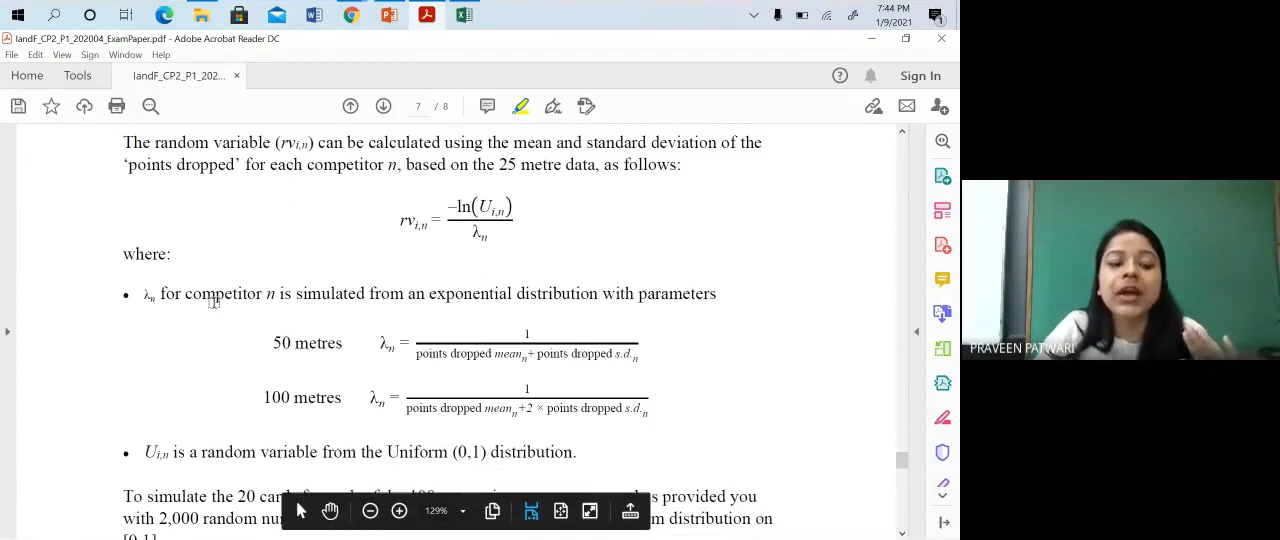 7:44 PM
1/9/2021
IandF_CP2_P1_202004_ExamPaper.pdf - Adobe Acrobat Reader DC
File Edit View Sign Window Help
Home Tools IandF_CP2_P1_202... × Sign In
7 / 8
The random variable (rvᵢ,ₙ) can be calculated using the mean and standard deviation of the
‘points dropped’ for each competitor n, based on the 25 metre data, as follows:
rvᵢ,ₙ = −ln(Uᵢ,ₙ) / λₙ
where:
• λₙ for competitor n is simulated from an exponential distribution with parameters
50 metres λₙ = 1 / points dropped meanₙ + points dropped s.d.ₙ
100 metres λₙ = 1 / points dropped meanₙ +2 × points dropped s.d.ₙ
• Uᵢ,ₙ is a random variable from the Uniform (0,1) distribution.
To simulate the 20 provided you
with 2,000 random distribution on
129%
PRAVEEN PATWARI